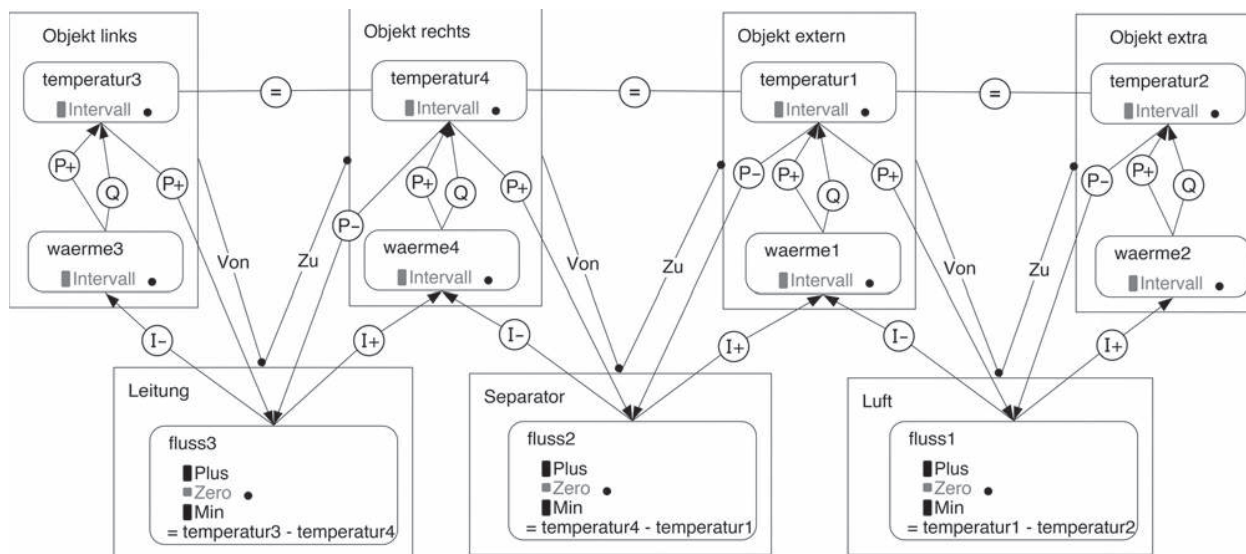 Objekt links
Objekt rechts
Objekt extern
Objekt extra
temperatur3
Intervall
=
temperatur4
Intervall
=
temperatur1
Intervall
=
temperatur2
Intervall
P+
Q
P+
P-
P+
Q
P+
P-
P+
Q
P+
P-
P+
Q
waerme3
Intervall
Von
Zu
waerme4
Intervall
Von
Zu
waerme1
Intervall
Von
Zu
waerme2
Intervall
I-
I+
I-
I+
I-
I+
Leitung
fluss3
Plus
Zero
Min
= temperatur3 - temperatur4
Separator
fluss2
Plus
Zero
Min
= temperatur4 - temperatur1
Luft
fluss1
Plus
Zero
Min
= temperatur1 - temperatur2